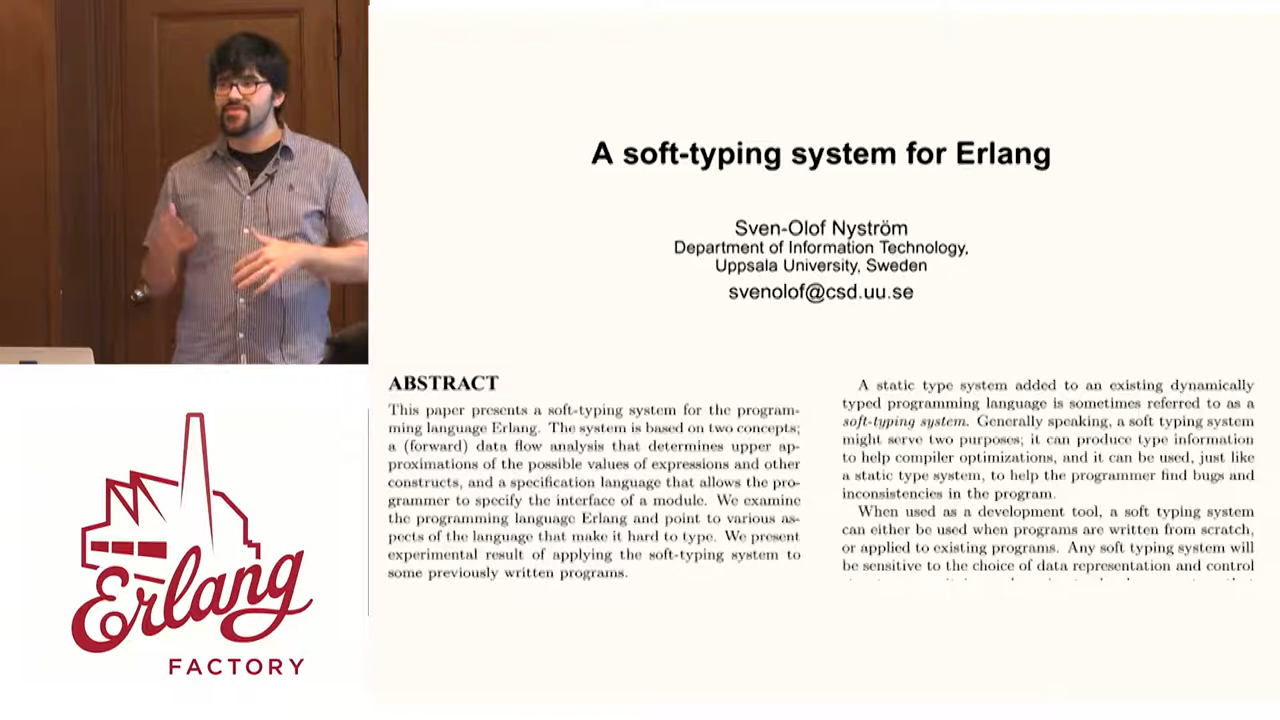 A soft-typing system for Erlang
Sven-Olof Nyström
Department of Information Technology,
Uppsala University, Sweden
svenolof@csd.uu.se
ABSTRACT
This paper presents a soft-typing system for the program-
ming language Erlang. The system is based on two concepts;
a (forward) data flow analysis that determines upper ap-
proximations of the possible values of expressions and other
constructs, and a specification language that allows the pro-
grammer to specify the interface of a module. We examine
the programming language Erlang and point to various as-
pects of the language that make it hard to type. We present
experimental result of applying the soft-typing system to
some previously written programs.
A static type system added to an existing dynamically
typed programming language is sometimes referred to as a
soft-typing system. Generally speaking, a soft typing system
might serve two purposes; it can produce type information
to help compiler optimizations, and it can be used, just like
a static type system, to help the programmer find bugs and
inconsistencies in the program.
When used as a development tool, a soft typing system
can either be used when programs are written from scratch,
or applied to existing programs. Any soft typing system will
be sensitive to the choice of data representation and control
Erlang
FACTORY